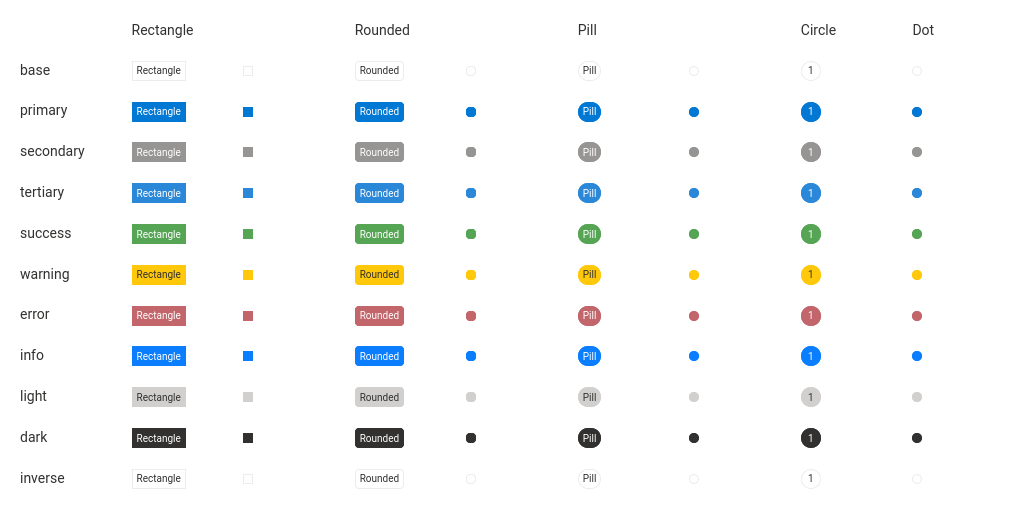 Rectangle Rounded Pill Circle Dot
base Rectangle Rounded Pill 1
primary Rectangle Rounded Pill 1
secondary Rectangle Rounded Pill 1
tertiary Rectangle Rounded Pill 1
success Rectangle Rounded Pill 1
warning Rectangle Rounded Pill 1
error Rectangle Rounded Pill 1
info Rectangle Rounded Pill 1
light Rectangle Rounded Pill 1
dark Rectangle Rounded Pill 1
inverse Rectangle Rounded Pill 1